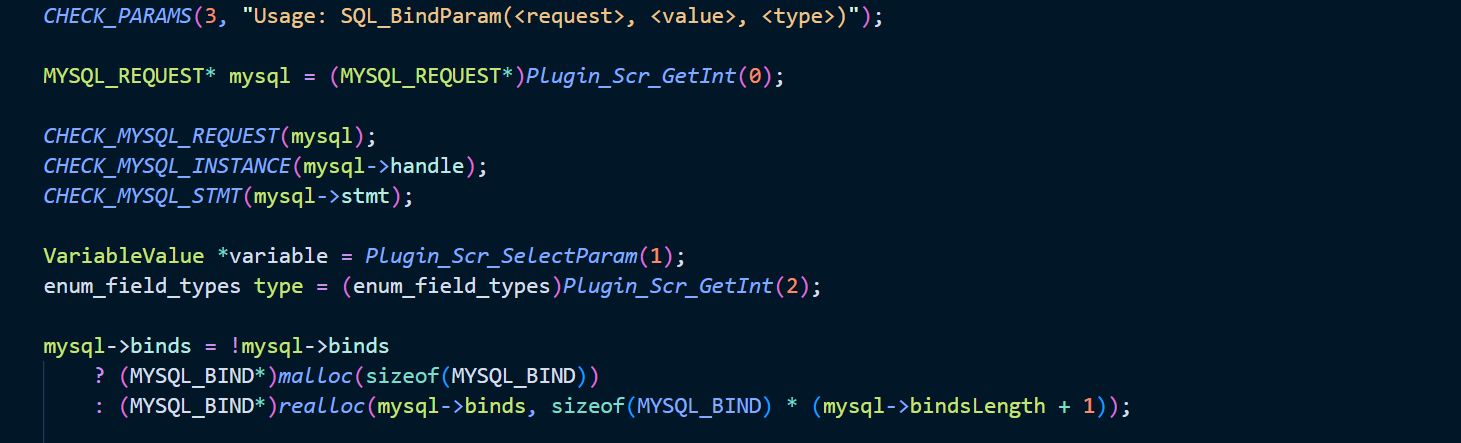 CHECK_PARAMS(3, "Usage: SQL_BindParam(<request>, <value>, <type>)");
MYSQL_REQUEST* mysql = (MYSQL_REQUEST*)Plugin_Scr_GetInt(0);
CHECK_MYSQL_REQUEST(mysql);
CHECK_MYSQL_INSTANCE(mysql->handle);
CHECK_MYSQL_STMT(mysql->stmt);
VariableValue *variable = Plugin_Scr_SelectParam(1);
enum_field_types type = (enum_field_types)Plugin_Scr_GetInt(2);
mysql->binds = !mysql->binds
? (MYSQL_BIND*)malloc(sizeof(MYSQL_BIND))
: (MYSQL_BIND*)realloc(mysql->binds, sizeof(MYSQL_BIND) * (mysql->bindsLength + 1));